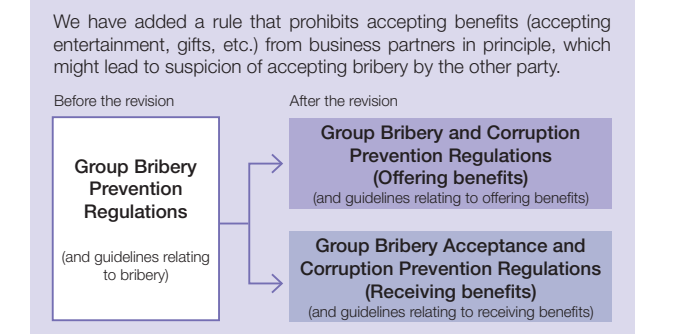 We have added a rule that prohibits accepting benefits (accepting
entertainment, gifts, etc.) from business partners in principle, which
might lead to suspicion of accepting bribery by the other party.
Before the revision
After the revision
Group Bribery
Prevention
Regulations
(and guidelines relating
to bribery)
Group Bribery and Corruption
Prevention Regulations
(Offering benefits)
(and guidelines relating to offering benefits)
Group Bribery Acceptance and
Corruption Prevention Regulations
(Receiving benefits)
(and guidelines relating to receiving benefits)